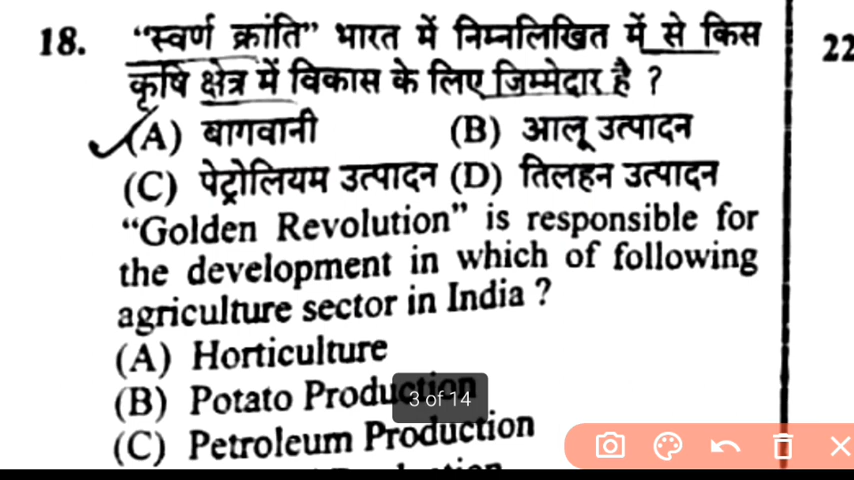 18. “स्वर्ण क्रांति” भारत में निम्नलिखित में से किस
कृषि क्षेत्र में विकास के लिए जिम्मेदार है ?
(A) बागवानी (B) आलू उत्पादन
(C) पेट्रोलियम उत्पादन (D) तिलहन उत्पादन
“Golden Revolution” is responsible for
the development in which of following
agriculture sector in India ?
(A) Horticulture
(B) Potato Production
(C) Petroleum Production
22
3 of 14